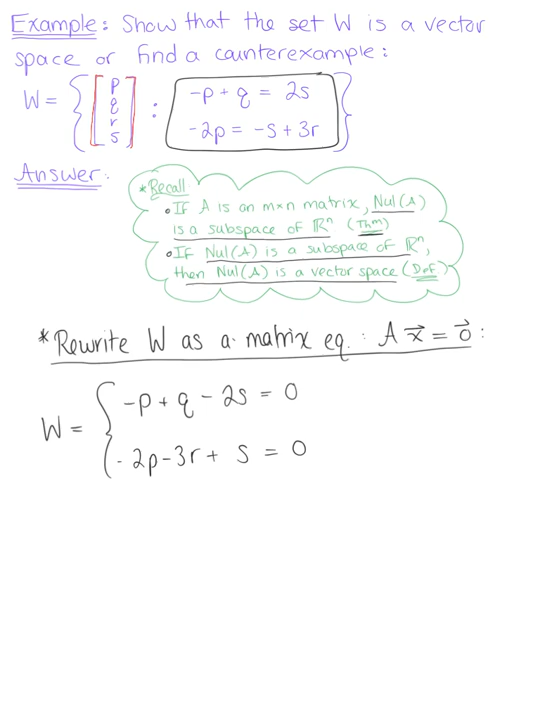 Example: Show that the set W is a vector
space or find a counterexample:
W = { [p q r s] : -p + q = 2s
-2p = -s + 3r }
Answer:
*Recall
• If A is an m×n matrix, Nul(A)
is a subspace of ℝⁿ (Thm)
• If Nul(A) is a subspace of ℝⁿ,
then Nul(A) is a vector space (Def)
*Rewrite W as a matrix eq. A x⃗ = 0⃗ :
W = { -p + q - 2s = 0
-2p - 3r + s = 0